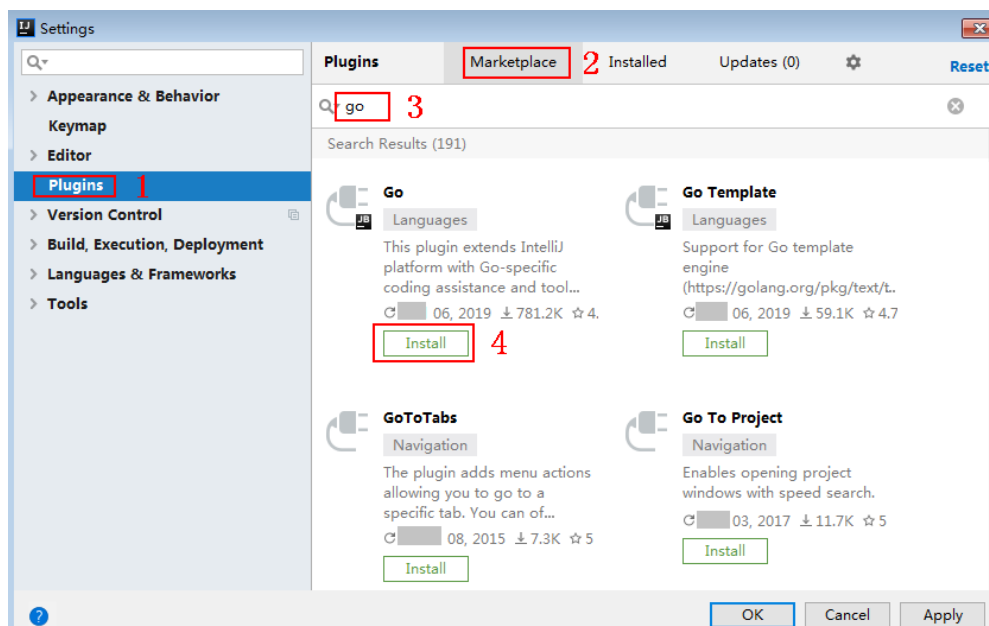 Settings
Plugins Marketplace 2 Installed Updates (0) Reset
Appearance & Behavior
Keymap
Editor
Plugins 1
Version Control
Build, Execution, Deployment
Languages & Frameworks
Tools
go 3
Search Results (191)
Go
Languages
This plugin extends IntelliJ
platform with Go-specific
coding assistance and tool...
06, 2019 781.2K 4.
Install 4
Go Template
Languages
Support for Go template
engine
(https://golang.org/pkg/text/t..
06, 2019 59.1K 4.7
Install
GoToTabs
Navigation
The plugin adds menu actions
allowing you to go to a
specific tab. You can of...
08, 2015 7.3K 5
Install
Go To Project
Navigation
Enables opening project
windows with speed search.
03, 2017 11.7K 5
Install
? OK Cancel Apply